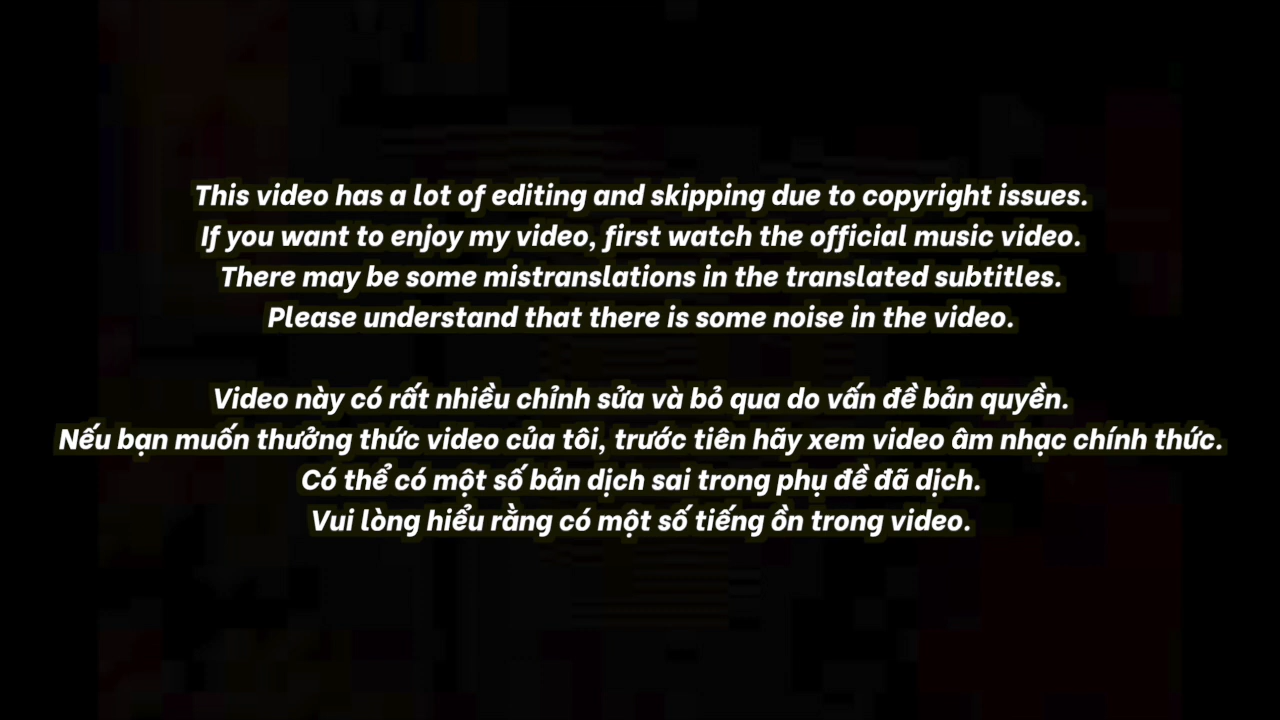 This video has a lot of editing and skipping due to copyright issues.
If you want to enjoy my video, first watch the official music video.
There may be some mistranslations in the translated subtitles.
Please understand that there is some noise in the video.
Video này có rất nhiều chỉnh sửa và bỏ qua do vấn đề bản quyền.
Nếu bạn muốn thưởng thức video của tôi, trước tiên hãy xem video âm nhạc chính thức.
Có thể có một số bản dịch sai trong phụ đề đã dịch.
Vui lòng hiểu rằng có một số tiếng ồn trong video.